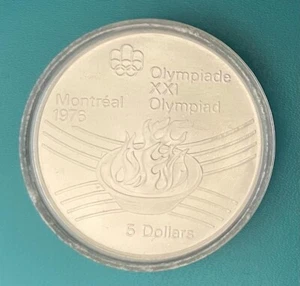 Olympiade
XXI
Olympiad
Montréal
1976
5 Dollars